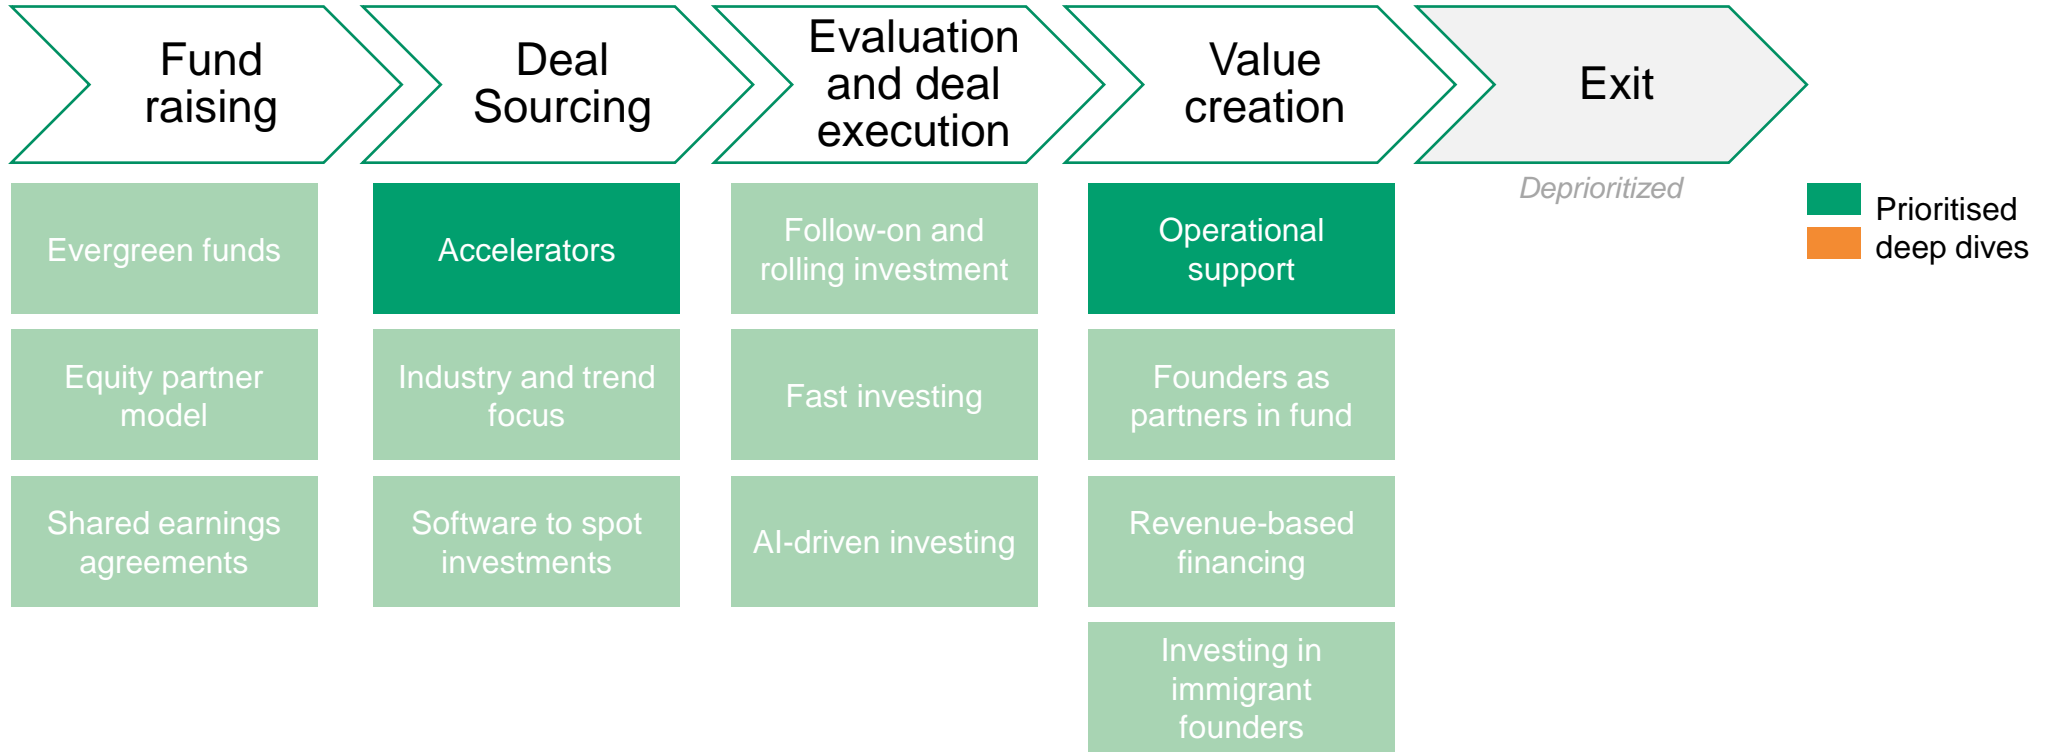 Fund
raising
Deal
Sourcing
Evaluation
and deal
execution
Value
creation
Exit
Deprioritized
Evergreen funds
Equity partner
model
Shared earnings
agreements
Accelerators
Industry and trend
focus
Software to spot
investments
Follow-on and
rolling investment
Fast investing
AI-driven investing
Operational
support
Founders as
partners in fund
Revenue-based
financing
Investing in
immigrant
founders
Prioritised
deep dives